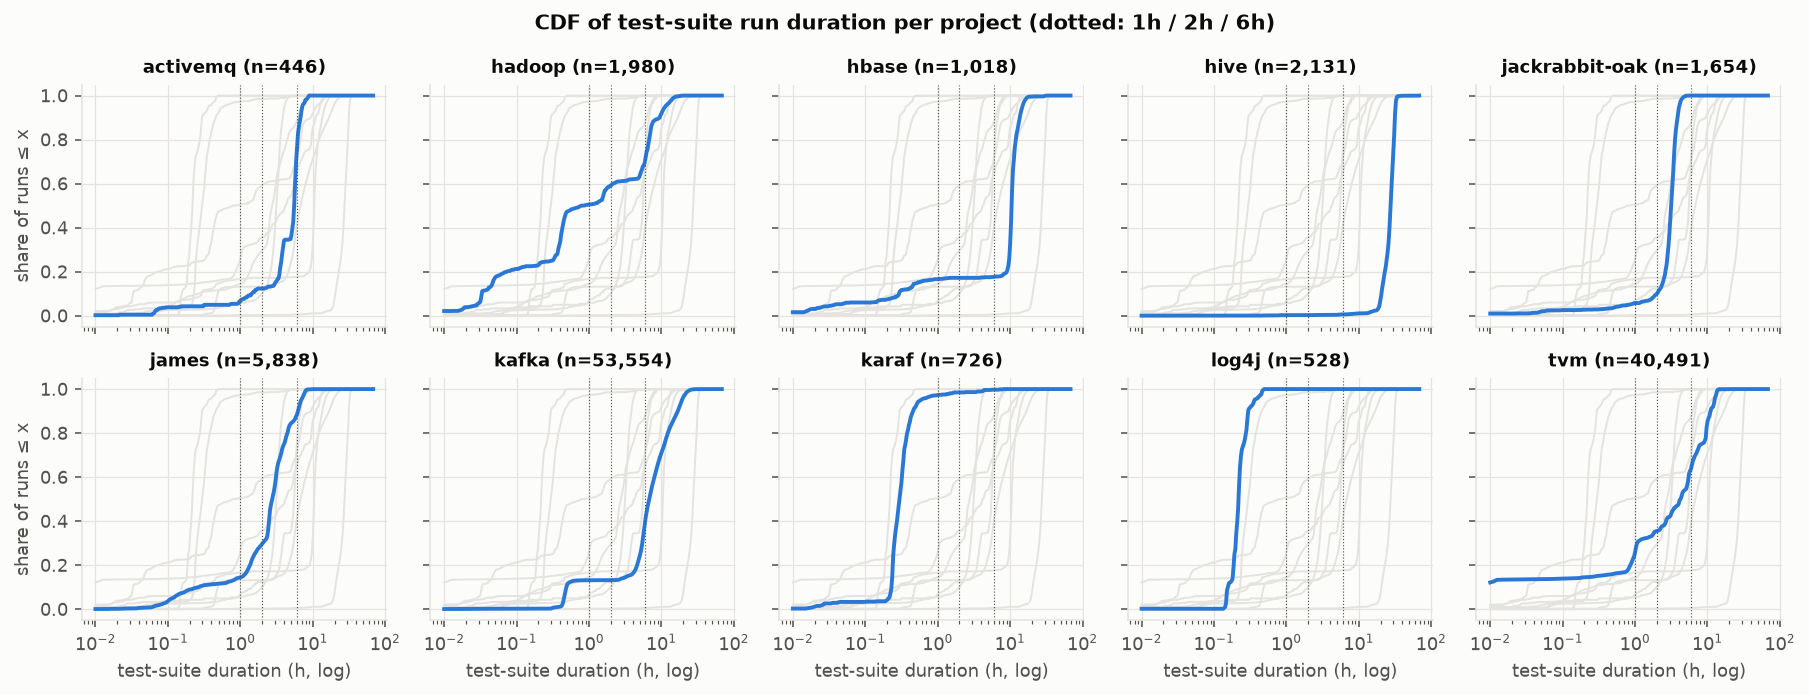 CDF of test-suite run duration per project (dotted: 1h / 2h / 6h)
activemq (n=446)
hadoop (n=1,980)
hbase (n=1,018)
hive (n=2,131)
jackrabbit-oak (n=1,654)
share of runs ≤ x
1.0
0.8
0.6
0.4
0.2
0.0
james (n=5,838)
kafka (n=53,554)
karaf (n=726)
log4j (n=528)
tvm (n=40,491)
share of runs ≤ x
1.0
0.8
0.6
0.4
0.2
0.0
10⁻² 10⁻¹ 10⁰ 10¹ 10²
10⁻² 10⁻¹ 10⁰ 10¹ 10²
10⁻² 10⁻¹ 10⁰ 10¹ 10²
10⁻² 10⁻¹ 10⁰ 10¹ 10²
10⁻² 10⁻¹ 10⁰ 10¹ 10²
test-suite duration (h, log)
test-suite duration (h, log)
test-suite duration (h, log)
test-suite duration (h, log)
test-suite duration (h, log)